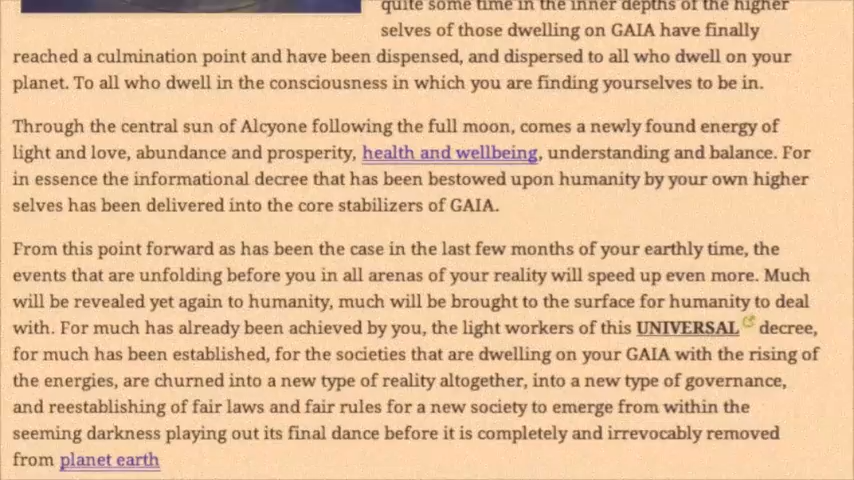 quite some time in the inner depths of the higher
selves of those dwelling on GAIA have finally
reached a culmination point and have been dispensed, and dispersed to all who dwell on your
planet. To all who dwell in the consciousness in which you are finding yourselves to be in.
Through the central sun of Alcyone following the full moon, comes a newly found energy of
light and love, abundance and prosperity, health and wellbeing, understanding and balance. For
in essence the informational decree that has been bestowed upon humanity by your own higher
selves has been delivered into the core stabilizers of GAIA.
From this point forward as has been the case in the last few months of your earthly time, the
events that are unfolding before you in all arenas of your reality will speed up even more. Much
will be revealed yet again to humanity, much will be brought to the surface for humanity to deal
with. For much has already been achieved by you, the light workers of this UNIVERSAL decree,
for much has been established, for the societies that are dwelling on your GAIA with the rising of
the energies, are churned into a new type of reality altogether, into a new type of governance,
and reestablishing of fair laws and fair rules for a new society to emerge from within the
seeming darkness playing out its final dance before it is completely and irrevocably removed
from planet earth